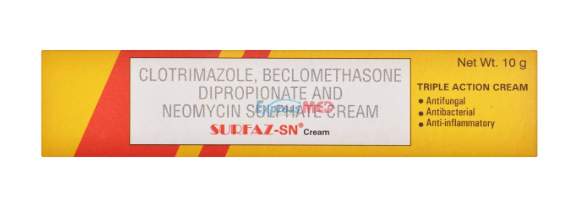 Net Wt. 10 g
CLOTRIMAZOLE, BECLOMETHASONE
DIPROPIONATE AND
NEOMYCIN SULPHATE CREAM
ExpressMED
SURFAZ-SN® Cream
TRIPLE ACTION CREAM
• Antifungal
• Antibacterial
• Anti-inflammatory